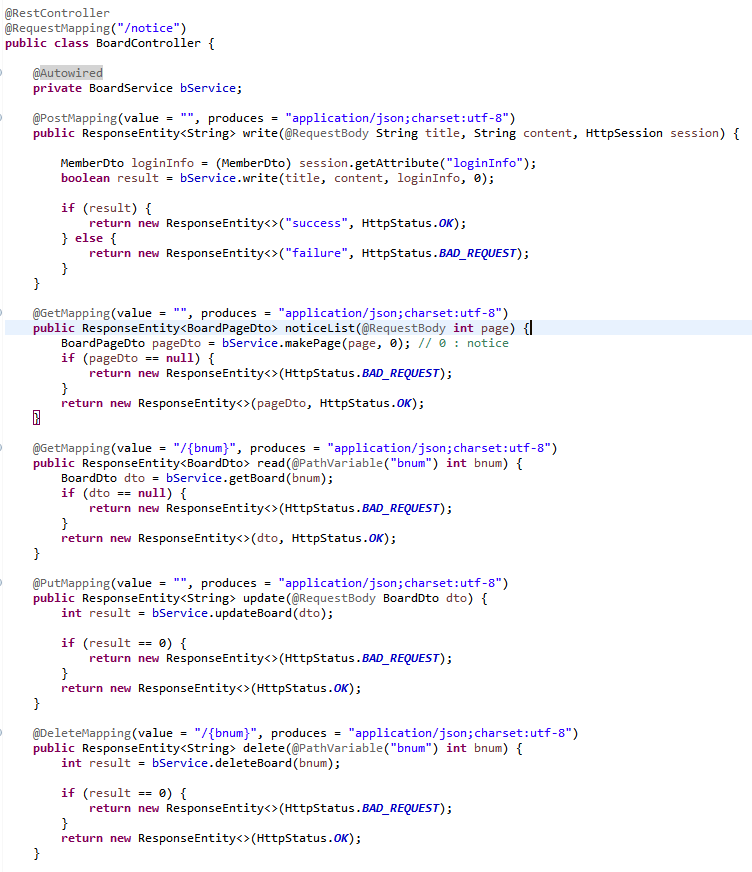 @RestController
@RequestMapping("/notice")
public class BoardController {
@Autowired
private BoardService bService;
@PostMapping(value = "", produces = "application/json;charset:utf-8")
public ResponseEntity<String> write(@RequestBody String title, String content, HttpSession session) {
MemberDto loginInfo = (MemberDto) session.getAttribute("loginInfo");
boolean result = bService.write(title, content, loginInfo, 0);
if (result) {
return new ResponseEntity<>("success", HttpStatus.OK);
} else {
return new ResponseEntity<>("failure", HttpStatus.BAD_REQUEST);
}
}
@GetMapping(value = "", produces = "application/json;charset:utf-8")
public ResponseEntity<BoardPageDto> noticeList(@RequestBody int page) {
BoardPageDto pageDto = bService.makePage(page, 0); // 0 : notice
if (pageDto == null) {
return new ResponseEntity<>(HttpStatus.BAD_REQUEST);
}
return new ResponseEntity<>(pageDto, HttpStatus.OK);
}
@GetMapping(value = "/{bnum}", produces = "application/json;charset:utf-8")
public ResponseEntity<BoardDto> read(@PathVariable("bnum") int bnum) {
BoardDto dto = bService.getBoard(bnum);
if (dto == null) {
return new ResponseEntity<>(HttpStatus.BAD_REQUEST);
}
return new ResponseEntity<>(dto, HttpStatus.OK);
}
@PutMapping(value = "", produces = "application/json;charset:utf-8")
public ResponseEntity<String> update(@RequestBody BoardDto dto) {
int result = bService.updateBoard(dto);
if (result == 0) {
return new ResponseEntity<>(HttpStatus.BAD_REQUEST);
}
return new ResponseEntity<>(HttpStatus.OK);
}
@DeleteMapping(value = "/{bnum}", produces = "application/json;charset:utf-8")
public ResponseEntity<String> delete(@PathVariable("bnum") int bnum) {
int result = bService.deleteBoard(bnum);
if (result == 0) {
return new ResponseEntity<>(HttpStatus.BAD_REQUEST);
}
return new ResponseEntity<>(HttpStatus.OK);
}